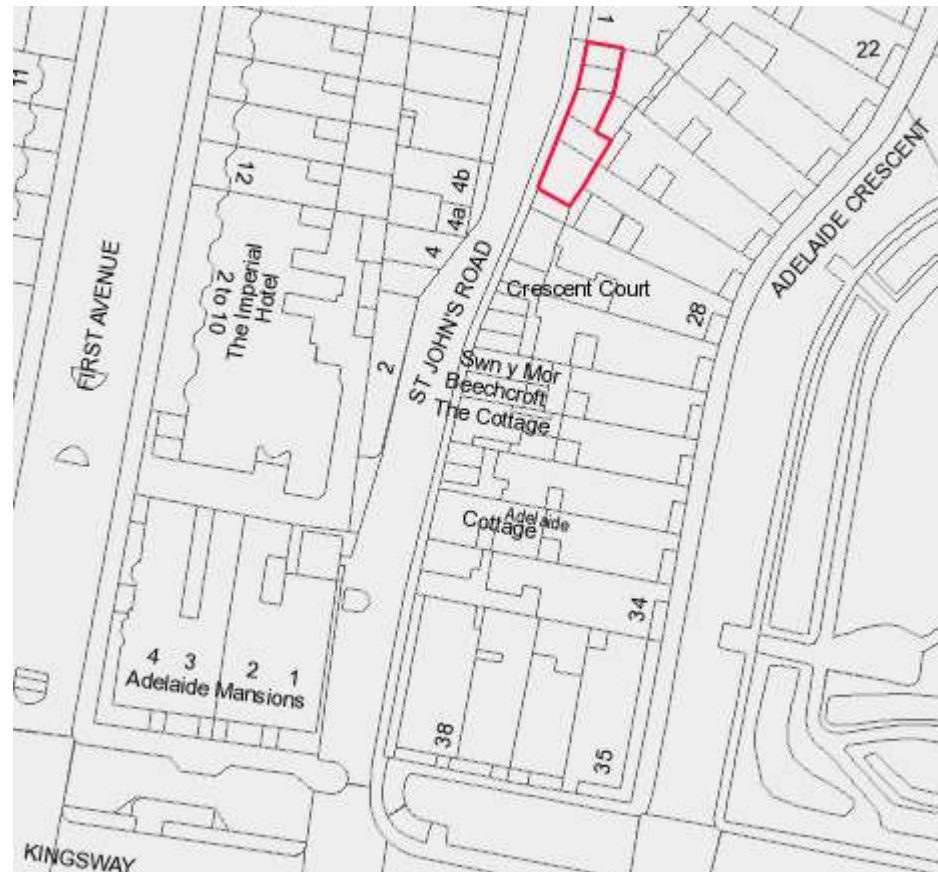 1
22
11
ADELAIDE CRESCENT
12
4b
4a
4
The Imperial
Hotel
2 to 10
FIRST AVENUE
ST JOHN'S ROAD
Crescent Court
28
2
Swn y Mor
Beechcroft
The Cottage
Adelaide
Cottage
34
4 3 2 1
Adelaide Mansions
38
35
KINGSWAY